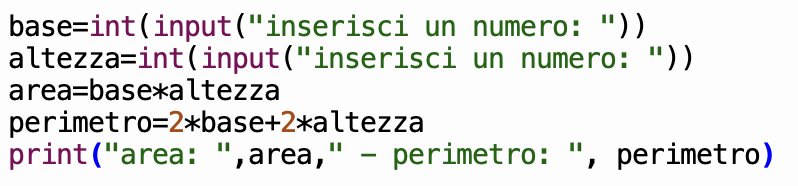 base=int(input("inserisci un numero: "))
altezza=int(input("inserisci un numero: "))
area=base*altezza
perimetro=2*base+2*altezza
print("area: ",area," - perimetro: ", perimetro)